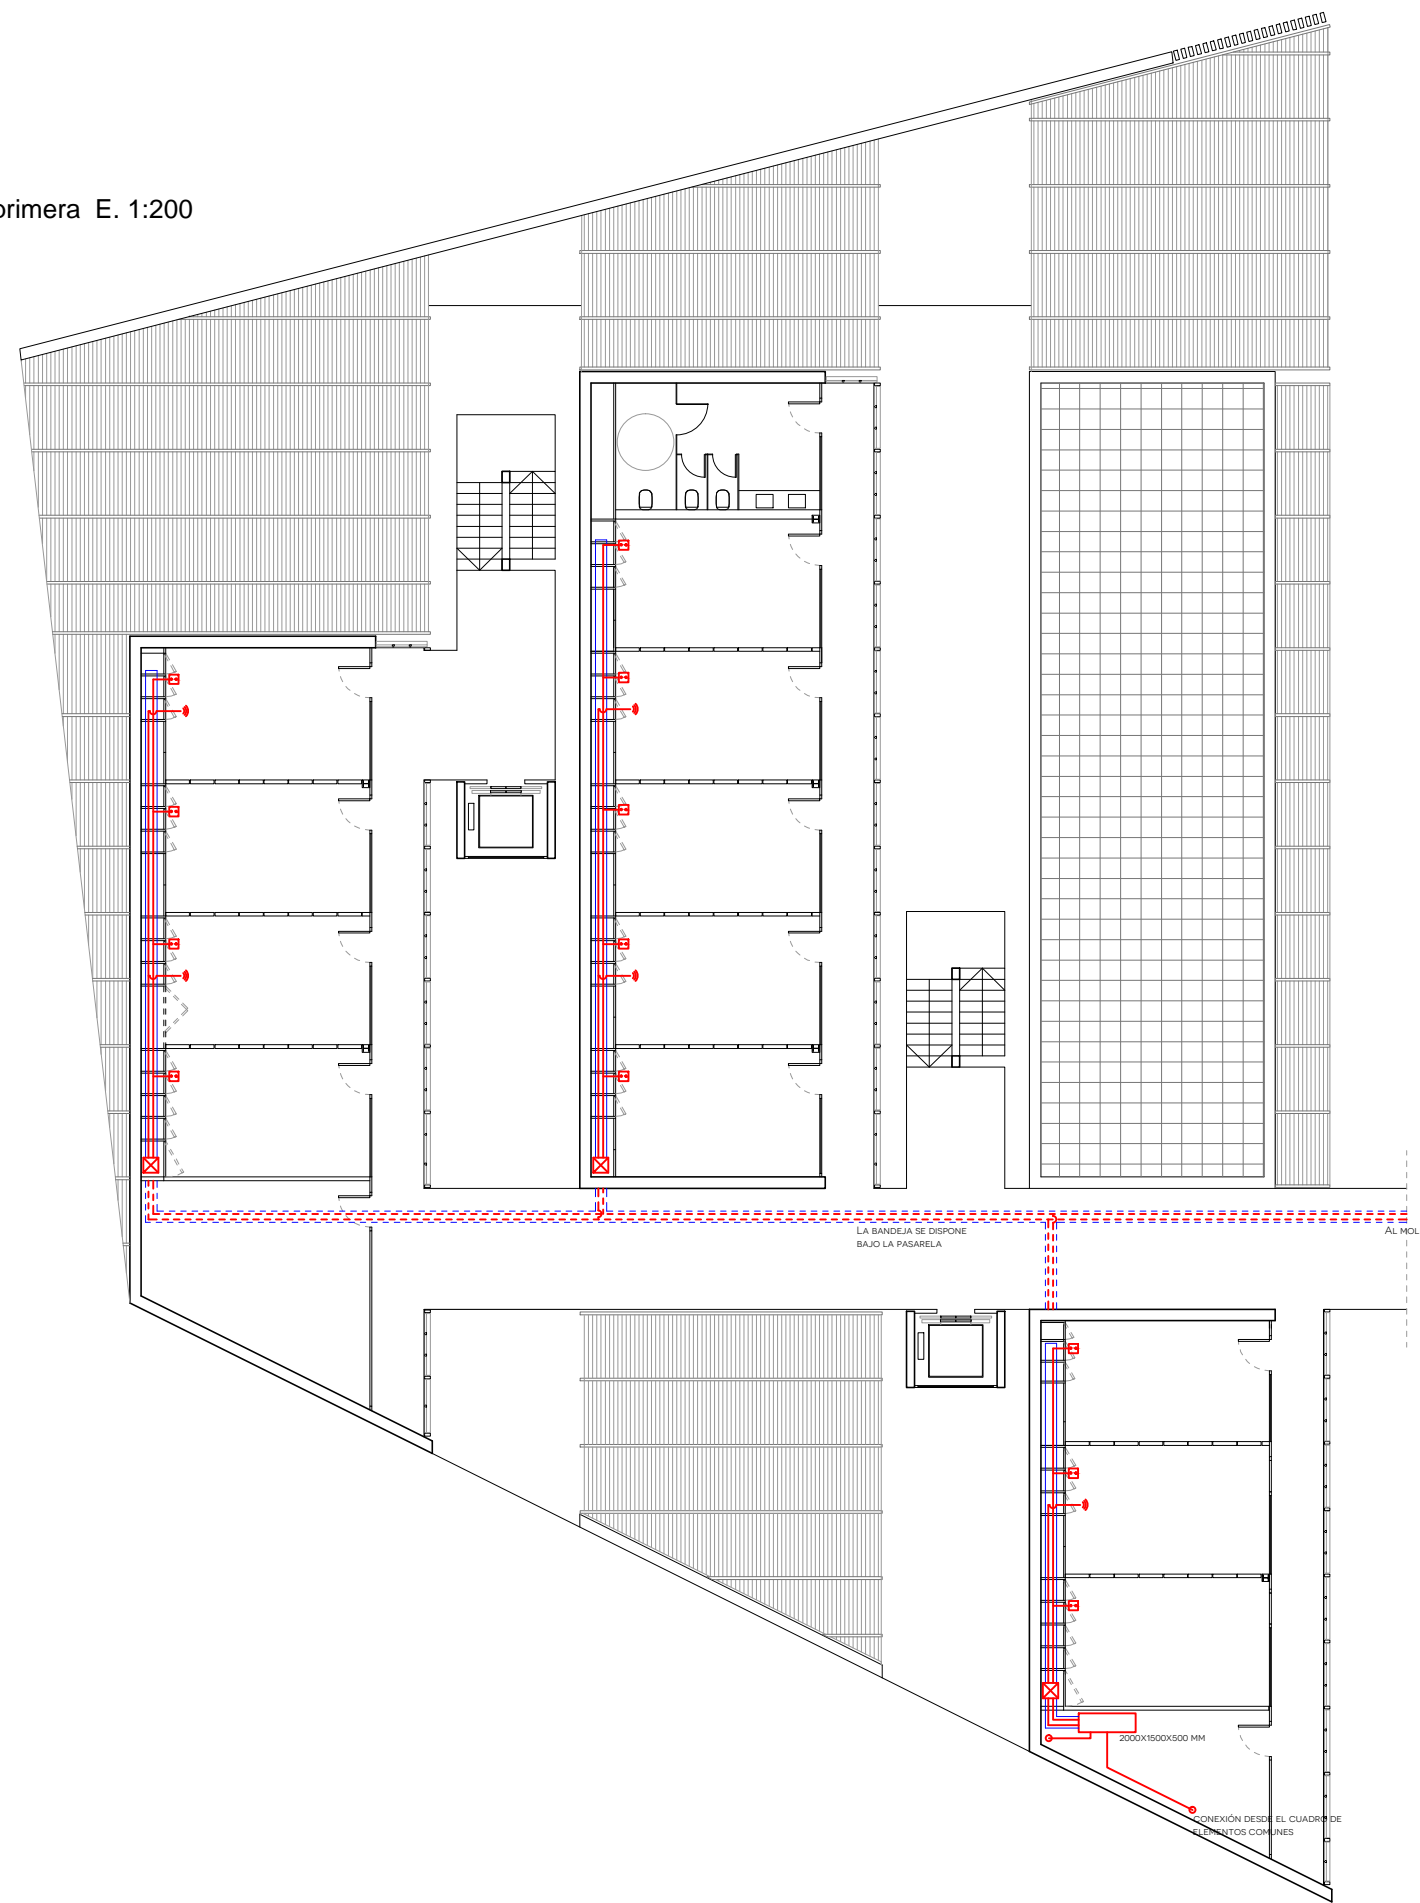 primera E. 1:200
LA BANDEJA SE DISPONE
BAJO LA PASARELA
AL MOL
2000X1500X500 MM
CONEXIÓN DESDE EL CUADRO DE
ELEMENTOS COMUNES